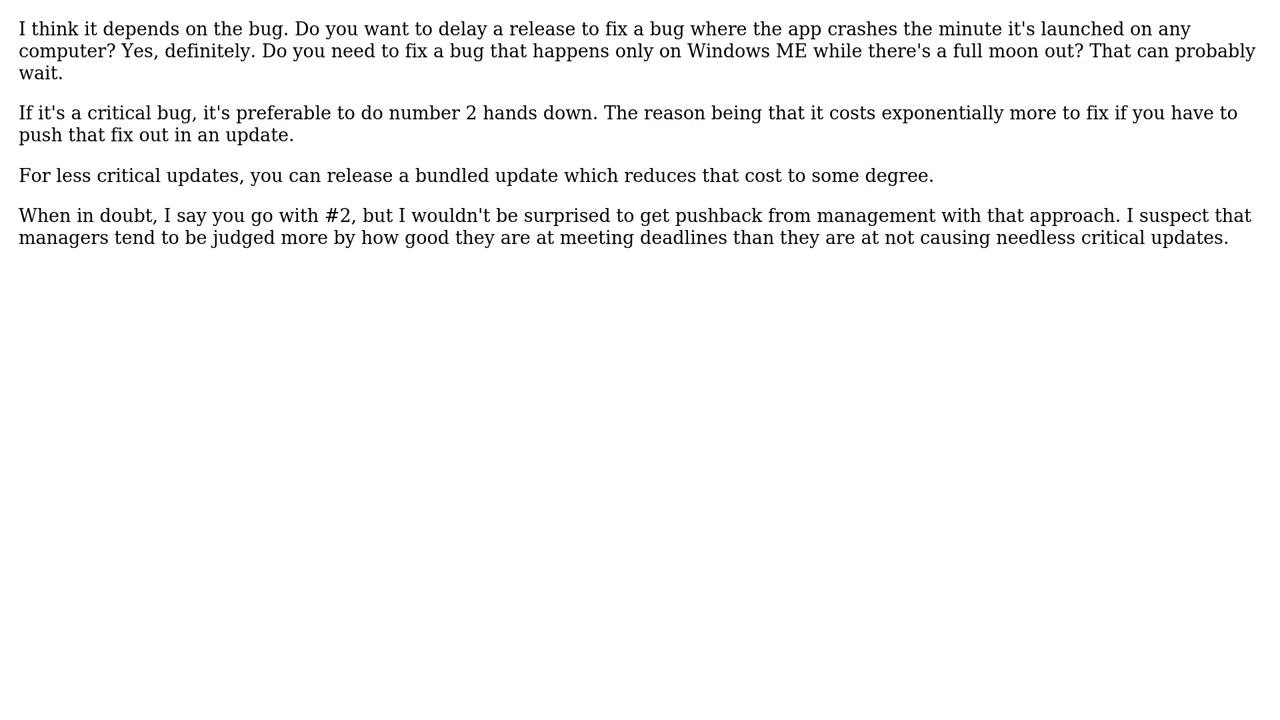 I think it depends on the bug. Do you want to delay a release to fix a bug where the app crashes the minute it's launched on any
computer? Yes, definitely. Do you need to fix a bug that happens only on Windows ME while there's a full moon out? That can probably
wait.
If it's a critical bug, it's preferable to do number 2 hands down. The reason being that it costs exponentially more to fix if you have to
push that fix out in an update.
For less critical updates, you can release a bundled update which reduces that cost to some degree.
When in doubt, I say you go with #2, but I wouldn't be surprised to get pushback from management with that approach. I suspect that
managers tend to be judged more by how good they are at meeting deadlines than they are at not causing needless critical updates.